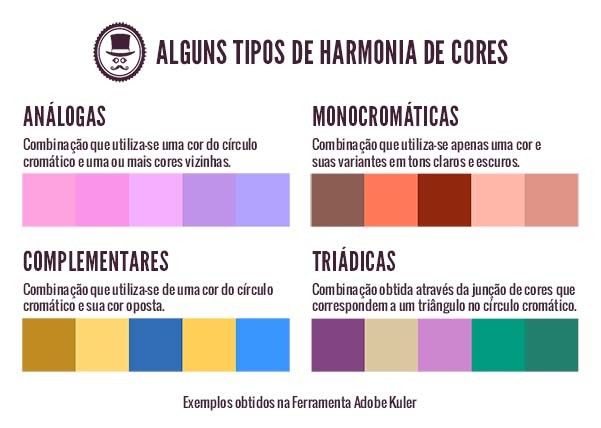 ALGUNS TIPOS DE HARMONIA DE CORES
ANÁLOGAS
Combinação que utiliza-se uma cor do círculo
cromático e uma ou mais cores vizinhas.
MONOCROMÁTICAS
Combinação que utiliza-se apenas uma cor e
suas variantes em tons claros e escuros.
COMPLEMENTARES
Combinação que utiliza-se de uma cor do círculo
cromático e sua cor oposta.
TRIÁDICAS
Combinação obtida através da junção de cores que
correspondem a um triângulo no círculo cromático.
Exemplos obtidos na Ferramenta Adobe Kuler